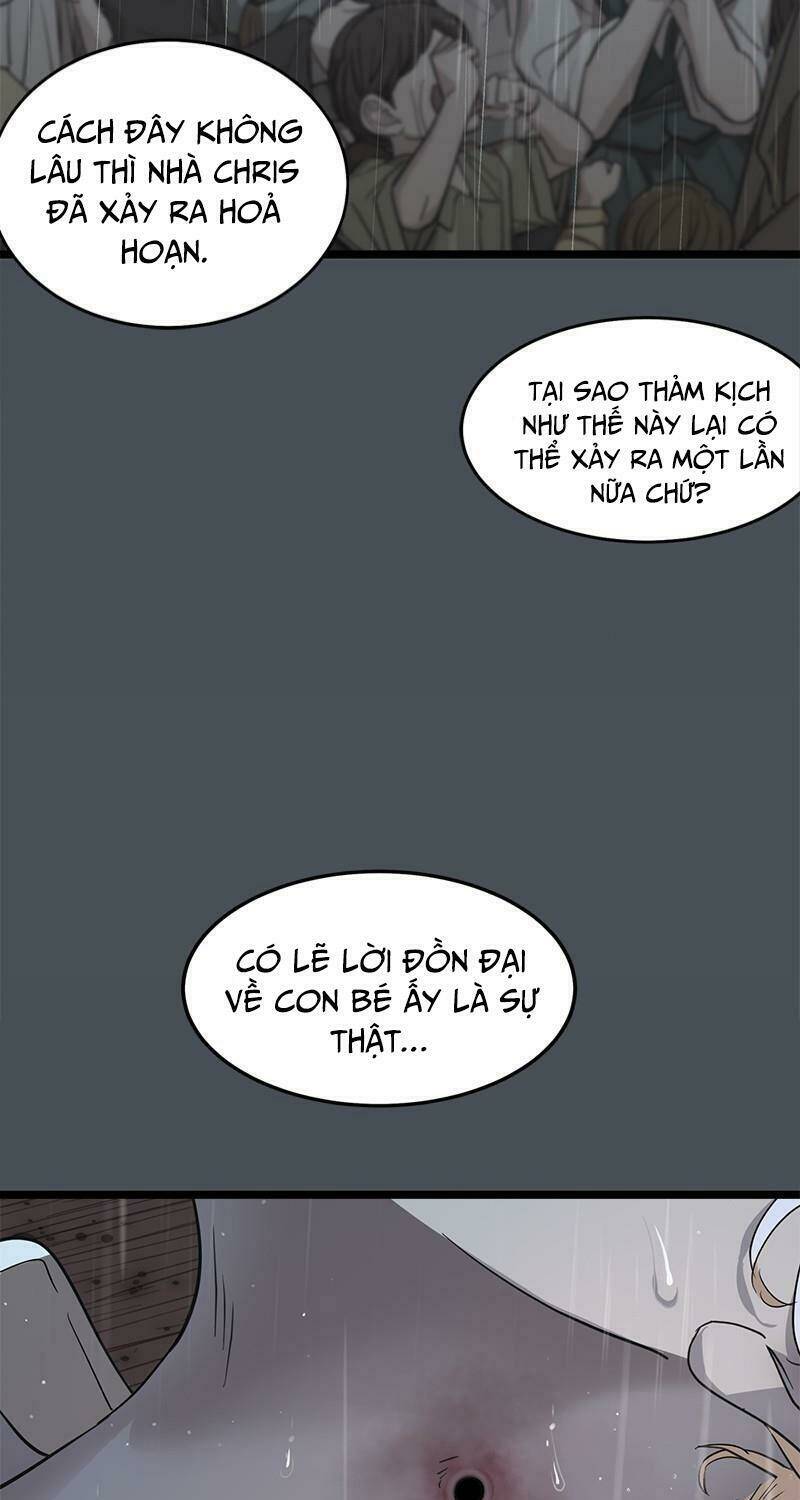 CÁCH ĐÂY KHÔNG
LÂU THÌ NHÀ CHRIS
ĐÃ XẢY RA HOẢ
HOẠN.
TẠI SAO THẢM KỊCH
NHƯ THẾ NÀY LẠI CÓ
THỂ XẢY RA MỘT LẦN
NỮA CHỨ?
CÓ LẼ LỜI ĐỒN ĐẠI
VỀ CON BÉ ẤY LÀ SỰ
THẬT...